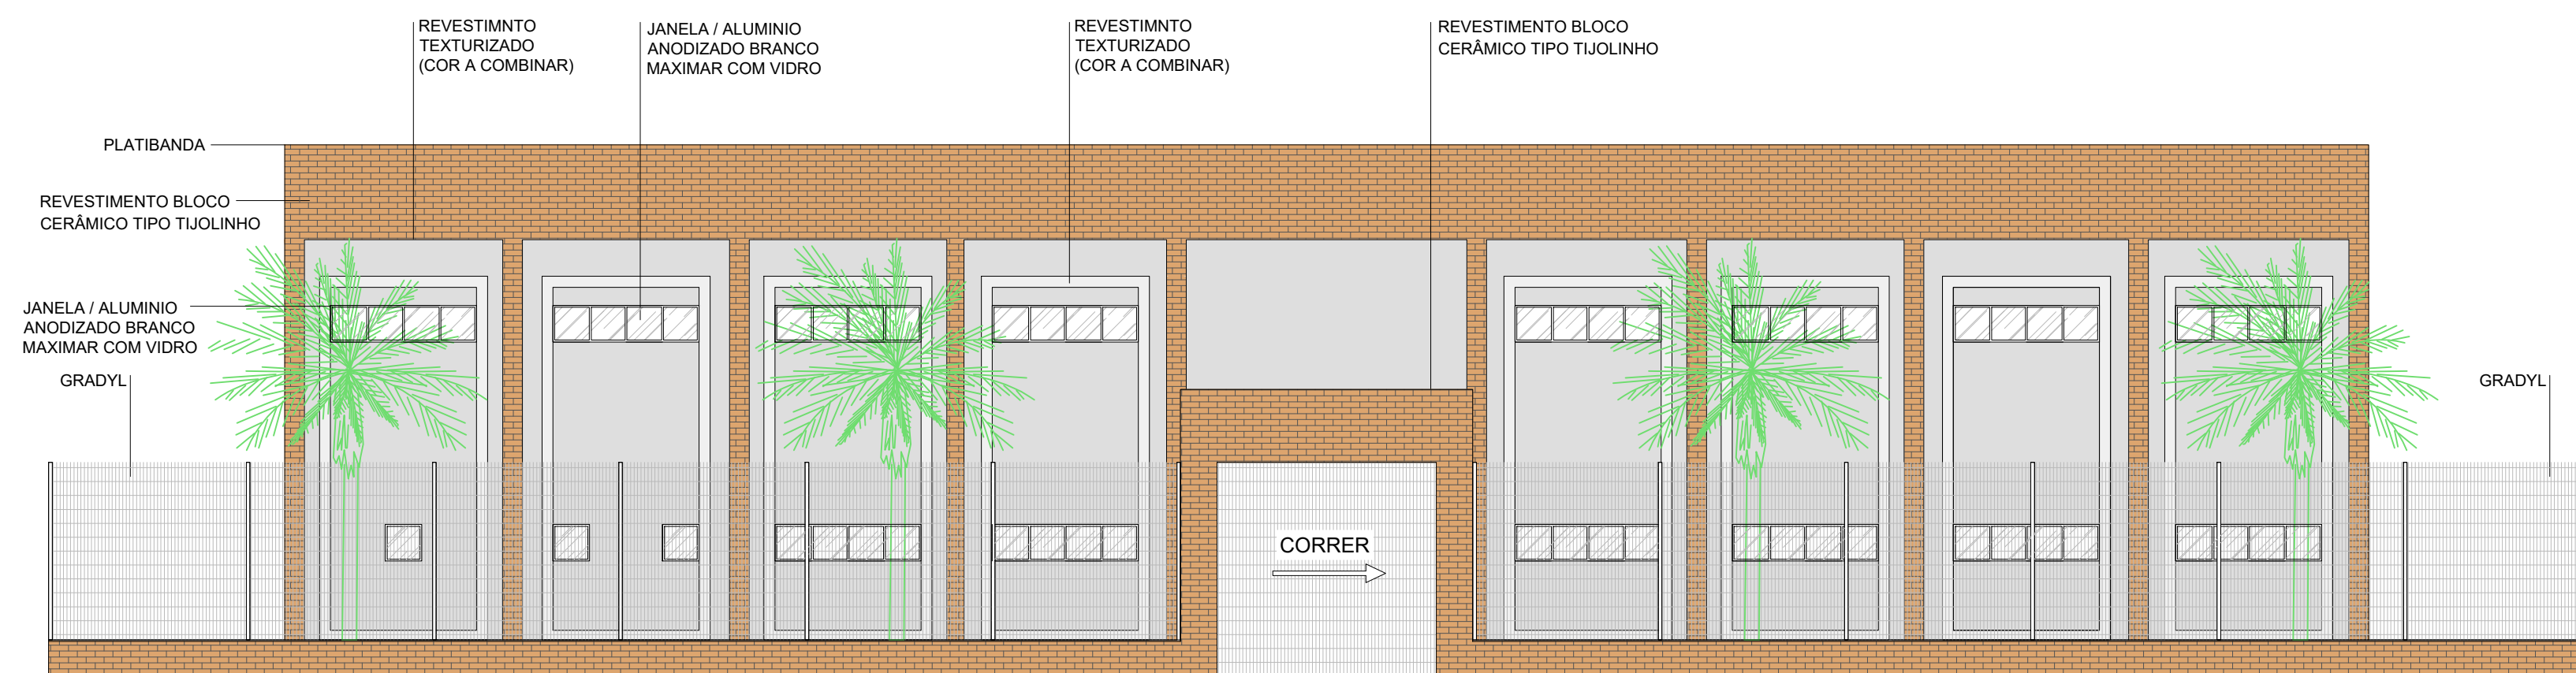 REVESTIMNTO
TEXTURIZADO
(COR A COMBINAR)
JANELA / ALUMINIO
ANODIZADO BRANCO
MAXIMAR COM VIDRO
REVESTIMNTO
TEXTURIZADO
(COR A COMBINAR)
REVESTIMENTO BLOCO
CERÂMICO TIPO TIJOLINHO
PLATIBANDA
REVESTIMENTO BLOCO
CERÂMICO TIPO TIJOLINHO
JANELA / ALUMINIO
ANODIZADO BRANCO
MAXIMAR COM VIDRO
GRADYL
GRADYL
CORRER